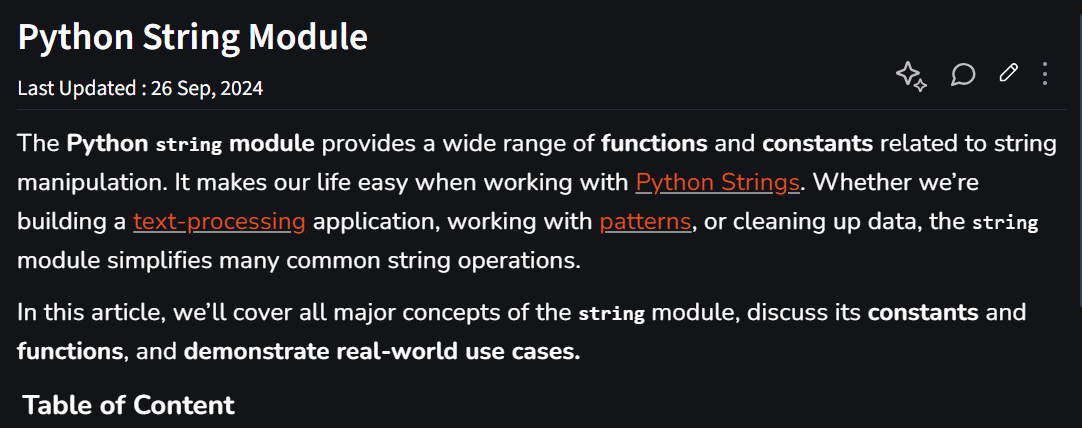 Python String Module
Last Updated : 26 Sep, 2024
The Python string module provides a wide range of functions and constants related to string
manipulation. It makes our life easy when working with Python Strings. Whether we’re
building a text-processing application, working with patterns, or cleaning up data, the string
module simplifies many common string operations.
In this article, we’ll cover all major concepts of the string module, discuss its constants and
functions, and demonstrate real-world use cases.
Table of Content